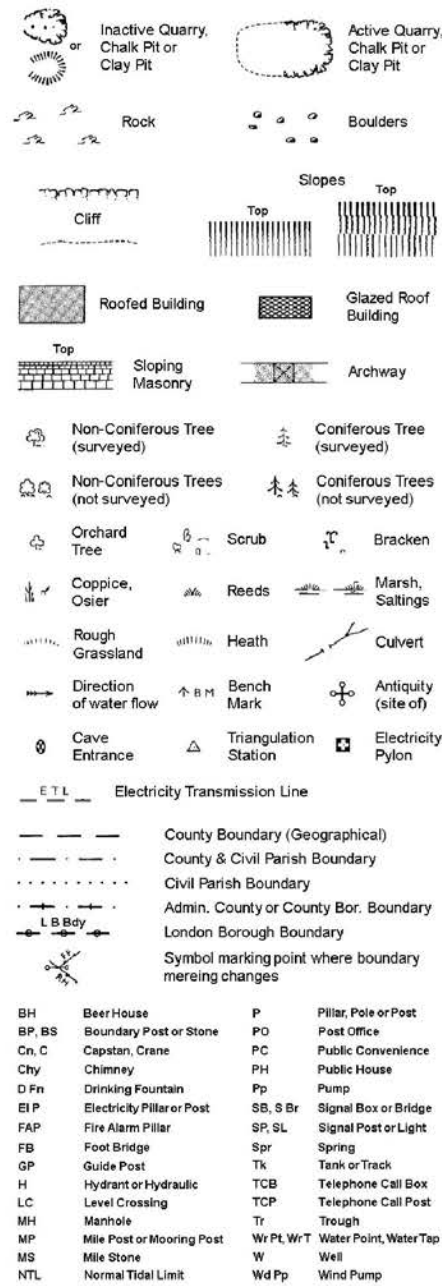 or
Inactive Quarry,
Chalk Pit or
Clay Pit
Active Quarry,
Chalk Pit or
Clay Pit
Rock
Boulders
Slopes
Top
Top
Cliff
Roofed Building
Glazed Roof
Building
Top
Sloping
Masonry
Archway
Non-Coniferous Tree
(surveyed)
Coniferous Tree
(surveyed)
Non-Coniferous Trees
(not surveyed)
Coniferous Trees
(not surveyed)
Orchard
Tree
Scrub
Bracken
Coppice,
Osier
Reeds
Marsh,
Saltings
Rough
Grassland
Heath
Culvert
Direction
of water flow
B M
Bench
Mark
Antiquity
(site of)
Cave
Entrance
Triangulation
Station
Electricity
Pylon
E T L
Electricity Transmission Line
County Boundary (Geographical)
County & Civil Parish Boundary
Civil Parish Boundary
Admin. County or County Bor. Boundary
L B Bdy
London Borough Boundary
Symbol marking point where boundary
mereing changes
BH Beer House P Pillar, Pole or Post
BP, BS Boundary Post or Stone PO Post Office
Cn, C Capstan, Crane PC Public Convenience
Chy Chimney PH Public House
D Fn Drinking Fountain Pp Pump
El P Electricity Pillar or Post SB, S Br Signal Box or Bridge
FAP Fire Alarm Pillar SP, SL Signal Post or Light
FB Foot Bridge Spr Spring
GP Guide Post Tk Tank or Track
H Hydrant or Hydraulic TCB Telephone Call Box
LC Level Crossing TCP Telephone Call Post
MH Manhole Tr Trough
MP Mile Post or Mooring Post Wr Pt, Wr T Water Point, Water Tap
MS Mile Stone W Well
NTL Normal Tidal Limit Wd Pp Wind Pump